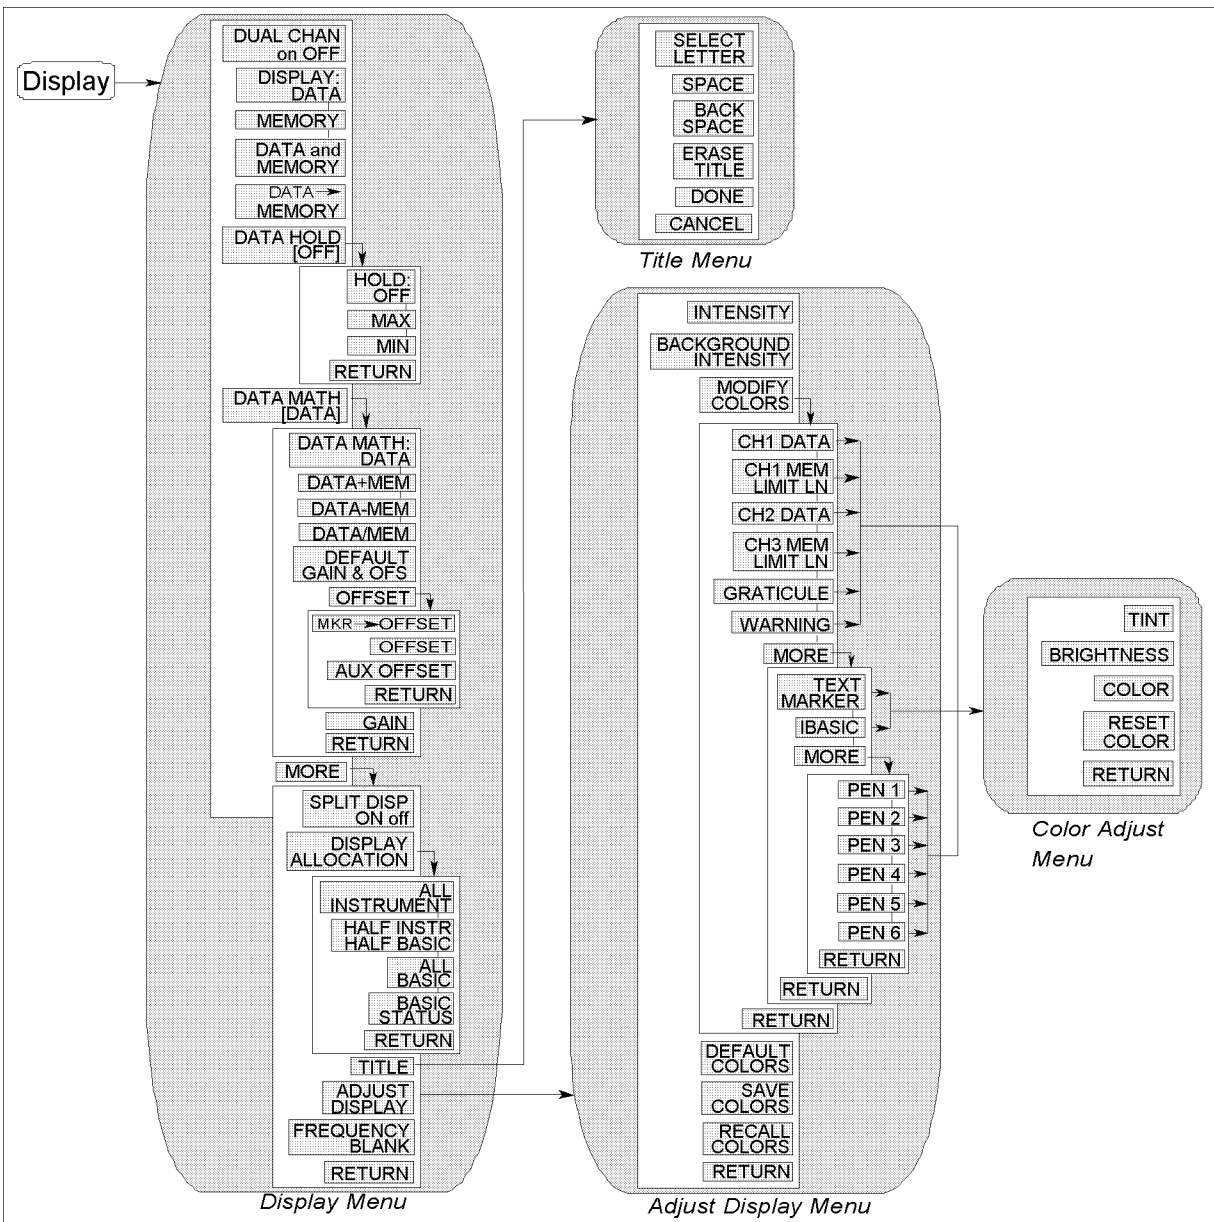 Display
DUAL CHAN
on OFF
DISPLAY:
DATA
MEMORY
DATA and
MEMORY
DATA→
MEMORY
DATA HOLD
[OFF]
HOLD:
OFF
MAX
MIN
RETURN
DATA MATH
[DATA]
DATA MATH:
DATA
DATA+MEM
DATA-MEM
DATA/MEM
DEFAULT
GAIN & OFS
OFFSET
MKR→OFFSET
OFFSET
AUX OFFSET
RETURN
GAIN
RETURN
MORE
SPLIT DISP
ON off
DISPLAY
ALLOCATION
ALL
INSTRUMENT
HALF INSTR
HALF BASIC
ALL
BASIC
BASIC
STATUS
RETURN
TITLE
ADJUST
DISPLAY
FREQUENCY
BLANK
RETURN
Display Menu
SELECT
LETTER
SPACE
BACK
SPACE
ERASE
TITLE
DONE
CANCEL
Title Menu
INTENSITY
BACKGROUND
INTENSITY
MODIFY
COLORS
CH1 DATA
CH1 MEM
LIMIT LN
CH2 DATA
CH3 MEM
LIMIT LN
GRATICULE
WARNING
MORE
TEXT
MARKER
IBASIC
MORE
PEN 1
PEN 2
PEN 3
PEN 4
PEN 5
PEN 6
RETURN
RETURN
RETURN
DEFAULT
COLORS
SAVE
COLORS
RECALL
COLORS
RETURN
Adjust Display Menu
TINT
BRIGHTNESS
COLOR
RESET
COLOR
RETURN
Color Adjust
Menu